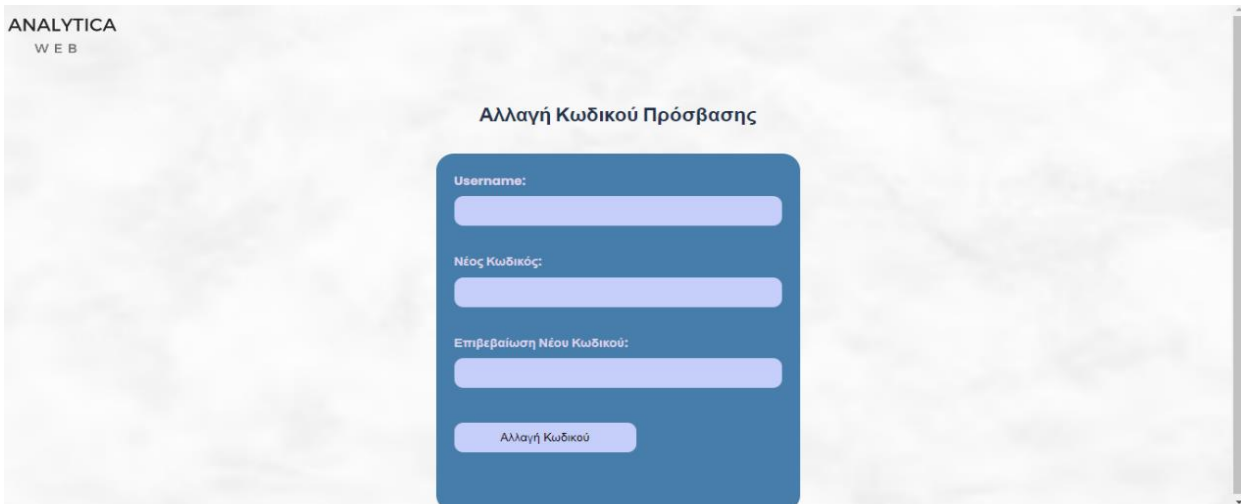 ANALYTICA
WEB
Αλλαγή Κωδικού Πρόσβασης
Username:
Νέος Κωδικός:
Επιβεβαίωση Νέου Κωδικού:
Αλλαγή Κωδικού